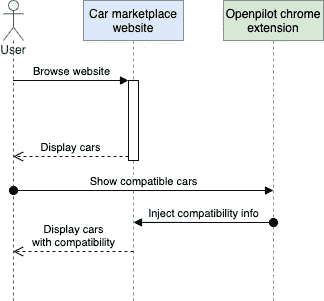 User
Car marketplace
website
Openpilot chrome
extension
Browse website
Display cars
Show compatible cars
Inject compatibility info
Display cars
with compatibility